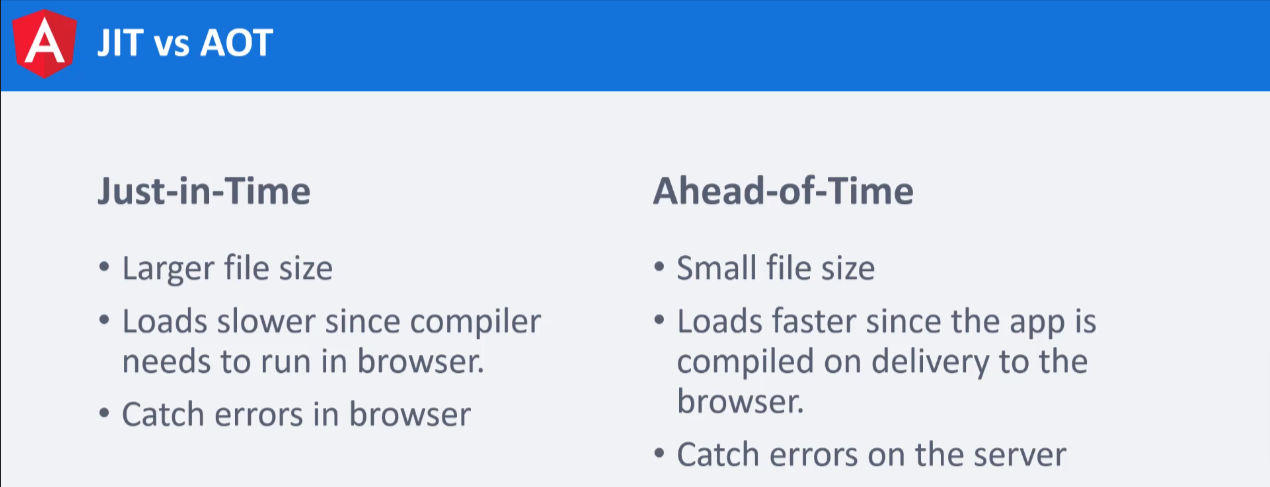 JIT vs AOT
Just-in-Time
• Larger file size
• Loads slower since compiler
needs to run in browser.
• Catch errors in browser
Ahead-of-Time
• Small file size
• Loads faster since the app is
compiled on delivery to the
browser.
• Catch errors on the server